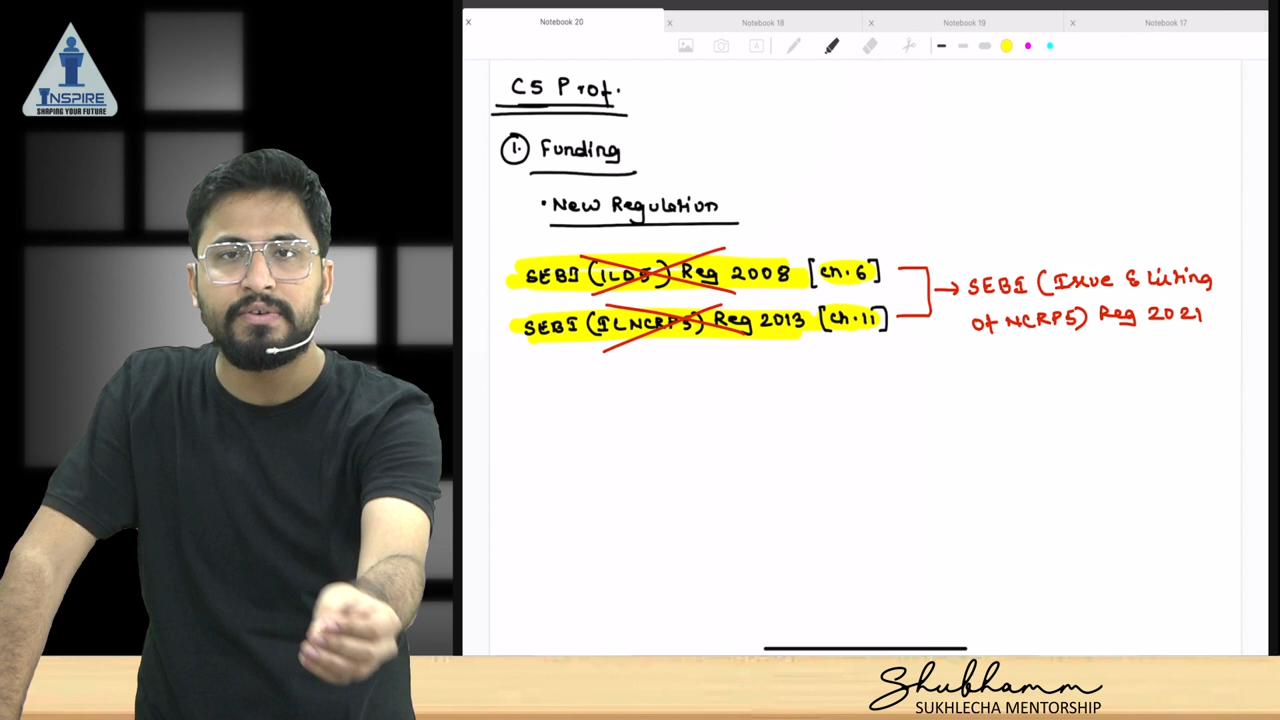 INSPIRE
SHAPING YOUR FUTURE
Notebook 20
Notebook 18
Notebook 19
Notebook 17
CS Prof.
1. Funding
• New Regulation
SEBI (ILDS) Reg 2008 [ch. 6]
SEBI (ILNCRPS) Reg 2013 [ch. 11]
→ SEBI (Issue & Listing
of NCRPS) Reg 2021
Shubhamm
SUKHLECHA MENTORSHIP